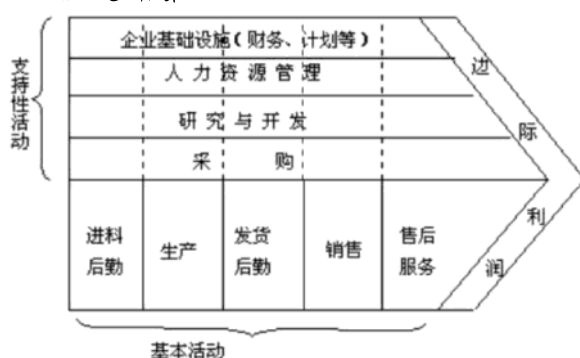 企业基础设施(财务、计划等)
人力资源管理
研究与开发
采购
支持性活动
边际利润
进料后勤
生产
发货后勤
销售
售后服务
基本活动